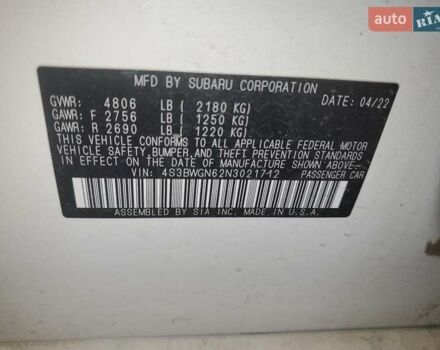 AUTO
RIA
MFD BY SUBARU CORPORATION
GVWR: 4806 LB ( 2180 KG) DATE: 04/22
GAWR: F 2756 LB ( 1250 KG)
GAWR: R 2690 LB ( 1220 KG)
THIS VEHICLE CONFORMS TO ALL APPLICABLE FEDERAL MOTOR
VEHICLE SAFETY,BUMPER,AND THEFT PREVENTION STANDARDS
IN EFFECT ON THE DATE OF MANUFACTURE SHOWN ABOVE.
VIN: 4S3BWGN62N3021712 PASSENGER CAR
ASSEMBLED BY SIA INC. MADE IN U.S.A.